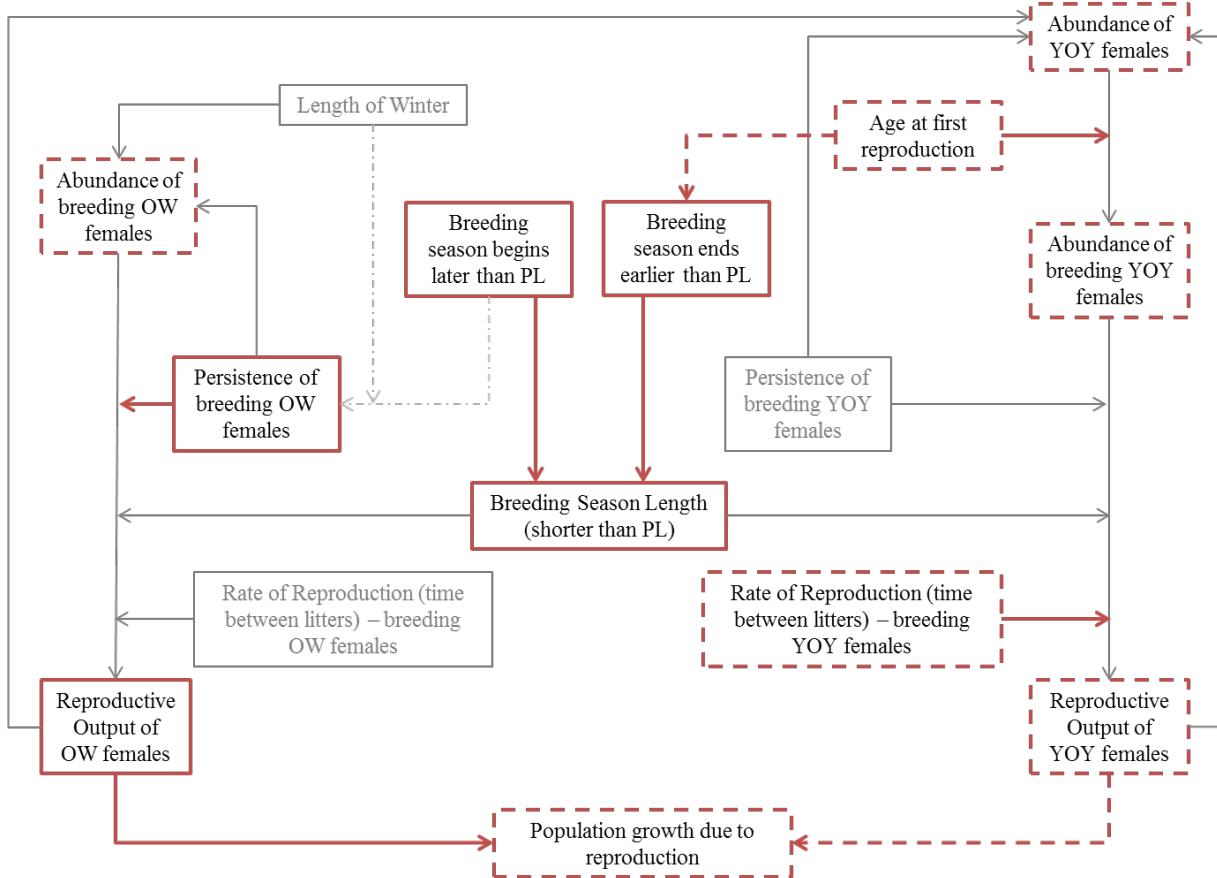 Abundance of
YOY females
Length of Winter
Age at first
reproduction
Abundance of
breeding OW
females
Breeding
season begins
later than PL
Breeding
season ends
earlier than PL
Abundance of
breeding YOY
females
Persistence of
breeding OW
females
Persistence of
breeding YOY
females
Breeding Season Length
(shorter than PL)
Rate of Reproduction (time
between litters) – breeding
OW females
Rate of Reproduction (time
between litters) – breeding
YOY females
Reproductive
Output of
OW females
Reproductive
Output of
YOY females
Population growth due to
reproduction